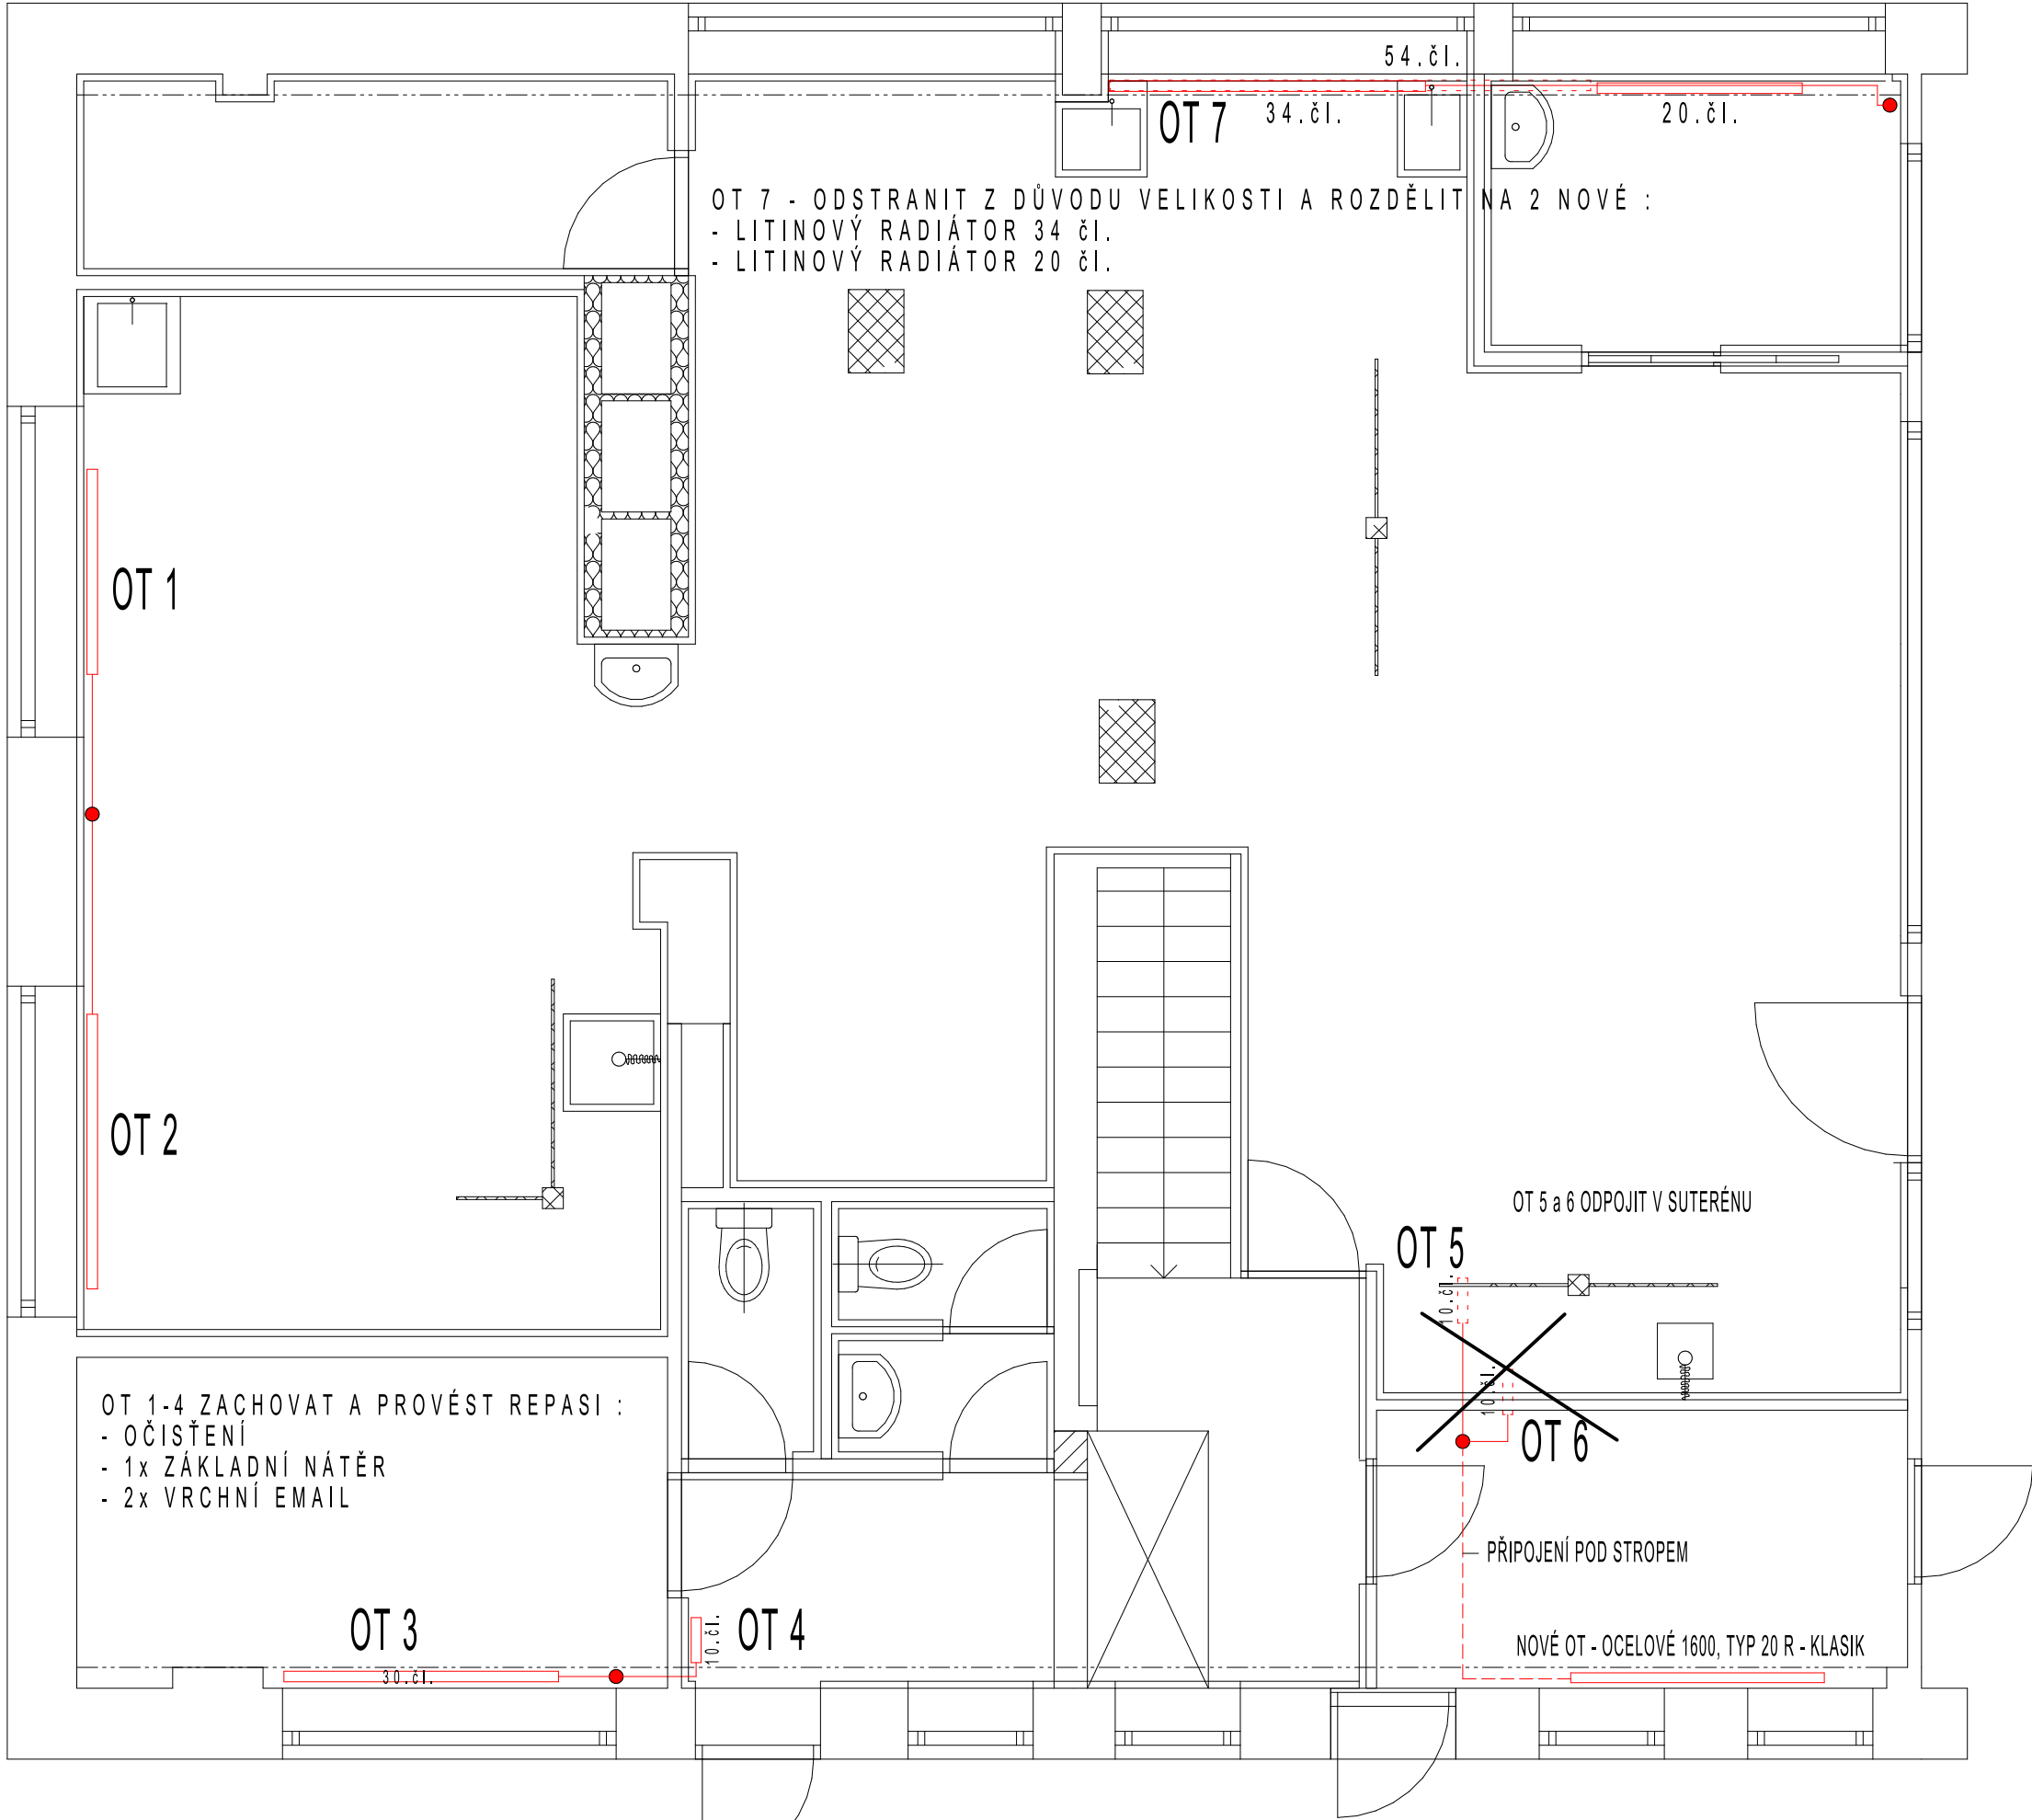 54.čl.
OT 7
34.čl.
20.čl.
OT 7 - ODSTRANIT Z DŮVODU VELIKOSTI A ROZDĚLIT NA 2 NOVÉ :
- LITINOVÝ RADIÁTOR 34 čl.
- LITINOVÝ RADIÁTOR 20 čl.
OT 1
OT 2
OT 5 a 6 ODPOJIT V SUTERÉNU
OT 5
10.čl.
10.čl.
OT 6
OT 1-4 ZACHOVAT A PROVÉST REPASI :
- OČISTENÍ
- 1x ZÁKLADNÍ NÁTĚR
- 2x VRCHNÍ EMAIL
PŘIPOJENÍ POD STROPEM
OT 3
30.čl.
10.čl.
OT 4
NOVÉ OT - OCELOVÉ 1600, TYP 20 R - KLASIK